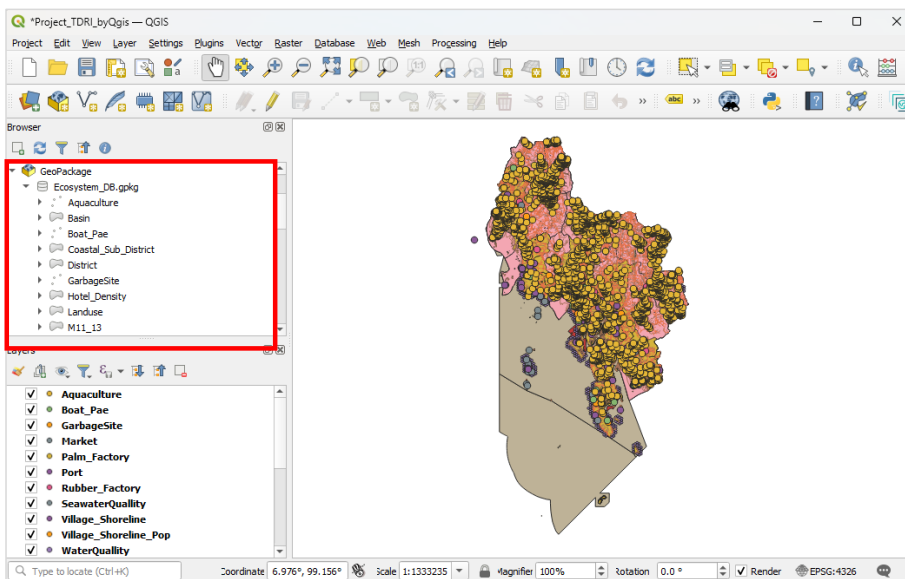 *Project_TDRI_byQgis — QGIS
Project Edit View Layer Settings Plugins Vector Raster Database Web Mesh Processing Help
abc
Browser
GeoPackage
Ecosystem_DB.gpkg
Aquaculture
Basin
Boat_Pae
Coastal_Sub_District
District
GarbageSite
Hotel_Density
Landuse
M11_13
Layers
Aquaculture
Boat_Pae
GarbageSite
Market
Palm_Factory
Port
Rubber_Factory
SeawaterQuallity
Village_Shoreline
Village_Shoreline_Pop
WaterQuallity
Type to locate (Ctrl+K) Coordinate 6.976°, 99.156° Scale 1:1333235 Magnifier 100% Rotation 0.0 ° Render EPSG:4326